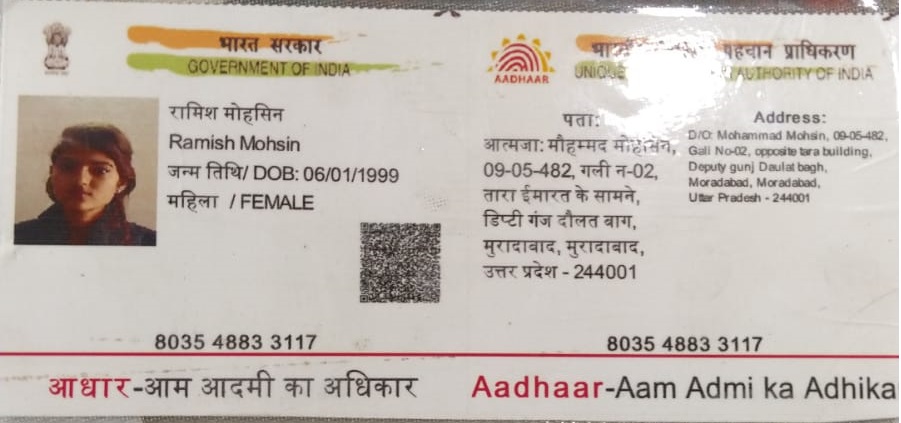 भारत सरकार
GOVERNMENT OF INDIA
रामिश मोहसिन
Ramish Mohsin
जन्म तिथि/ DOB: 06/01/1999
महिला / FEMALE
8035 4883 3117
आधार-आम आदमी का अधिकार
AADHAAR
पहचान प्राधिकरण
AUTHORITY OF INDIA
पता:
आत्मजा: मौहम्मद मोहसिन,
09-05-482, गली न-02,
तारा ईमारत के सामने,
डिप्टी गंज दौलत बाग,
मुरादाबाद, मुरादाबाद,
उत्तर प्रदेश - 244001
Address:
D/O: Mohammad Mohsin, 09-05-482,
Gali No-02, opposite tara building,
Deputy gunj Daulat bagh,
Moradabad, Moradabad,
Uttar Pradesh - 244001
8035 4883 3117
Aadhaar-Aam Admi ka Adhika